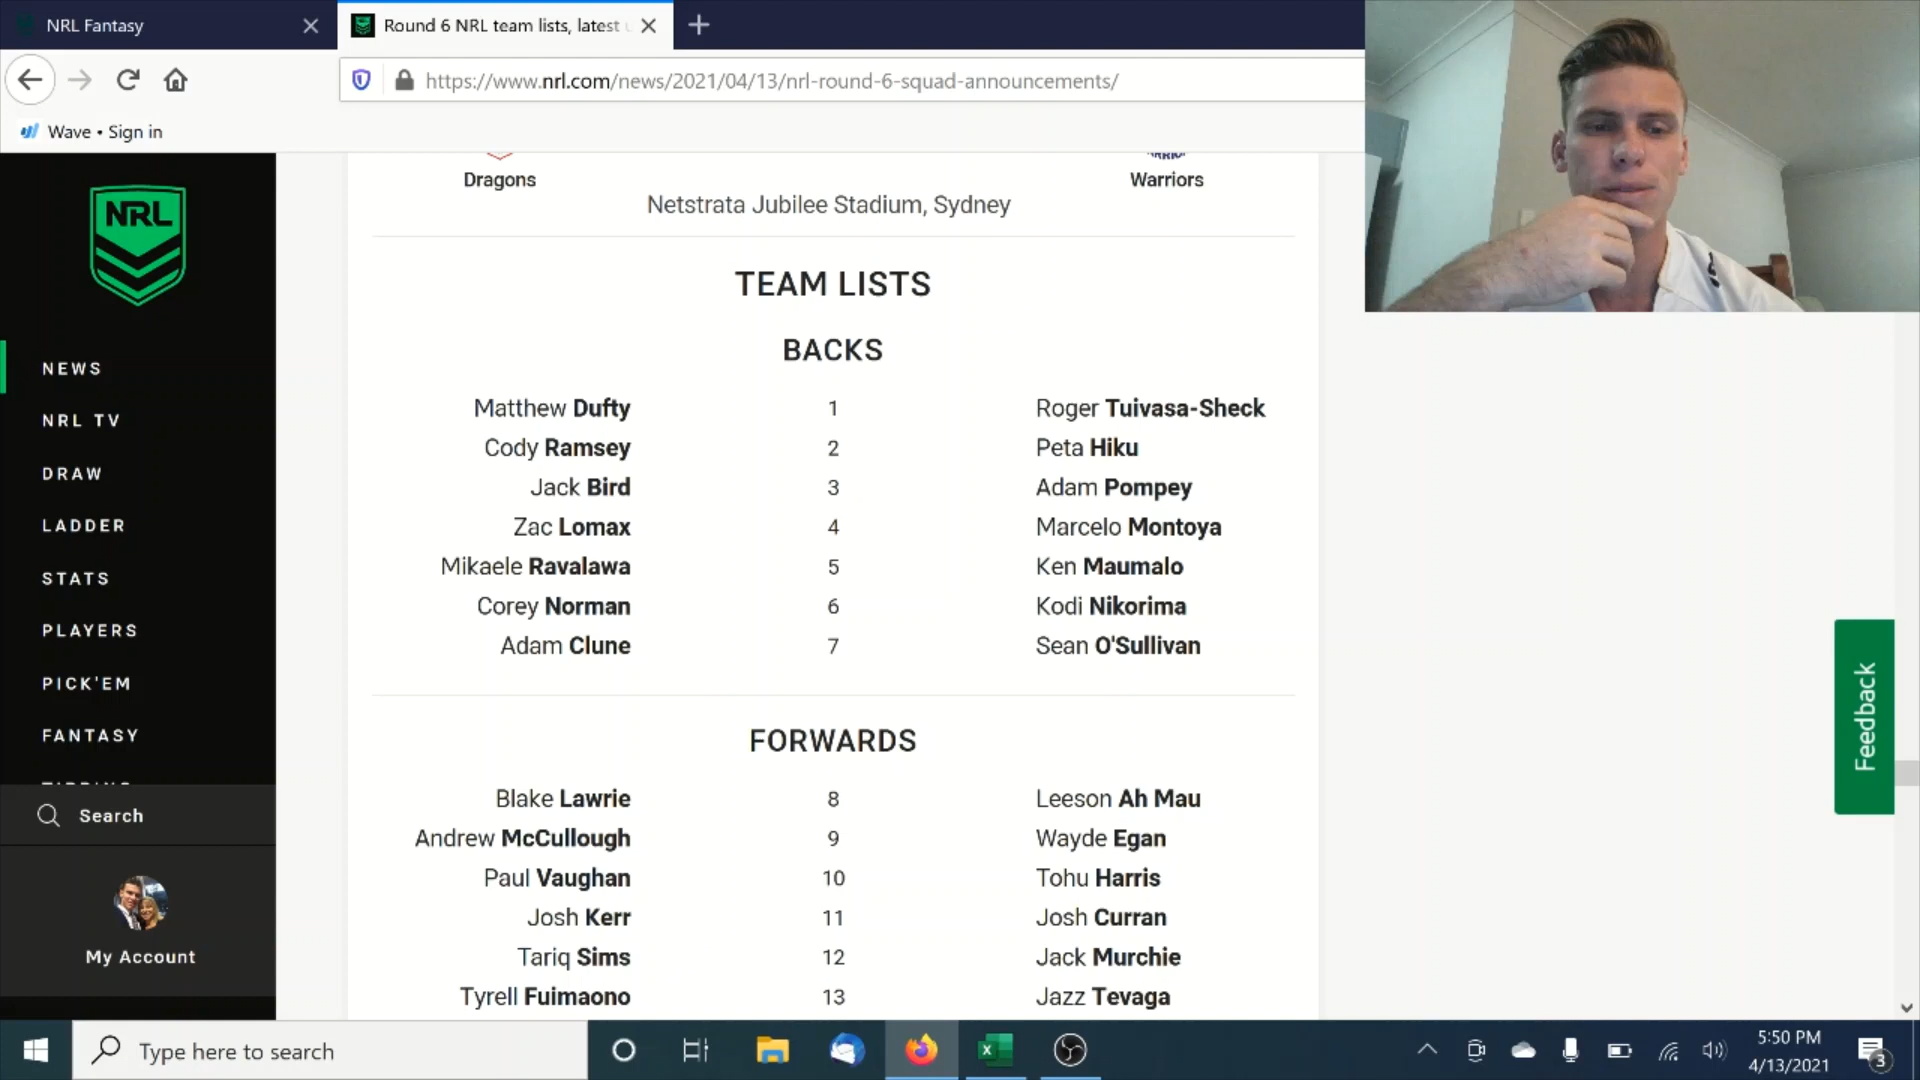 NRL Fantasy
Round 6 NRL team lists, latest
https://www.nrl.com/news/2021/04/13/nrl-round-6-squad-announcements/
Wave • Sign in
NRL
NEWS
NRL TV
DRAW
LADDER
STATS
PLAYERS
PICK'EM
FANTASY
Search
My Account
Dragons
Warriors
Netstrata Jubilee Stadium, Sydney
TEAM LISTS
BACKS
Matthew Dufty 1 Roger Tuivasa-Sheck
Cody Ramsey 2 Peta Hiku
Jack Bird 3 Adam Pompey
Zac Lomax 4 Marcelo Montoya
Mikaele Ravalawa 5 Ken Maumalo
Corey Norman 6 Kodi Nikorima
Adam Clune 7 Sean O'Sullivan
FORWARDS
Blake Lawrie 8 Leeson Ah Mau
Andrew McCullough 9 Wayde Egan
Paul Vaughan 10 Tohu Harris
Josh Kerr 11 Josh Curran
Tariq Sims 12 Jack Murchie
Tyrell Fuimaono 13 Jazz Tevaga
Feedback
Type here to search
5:50 PM
4/13/2021
3